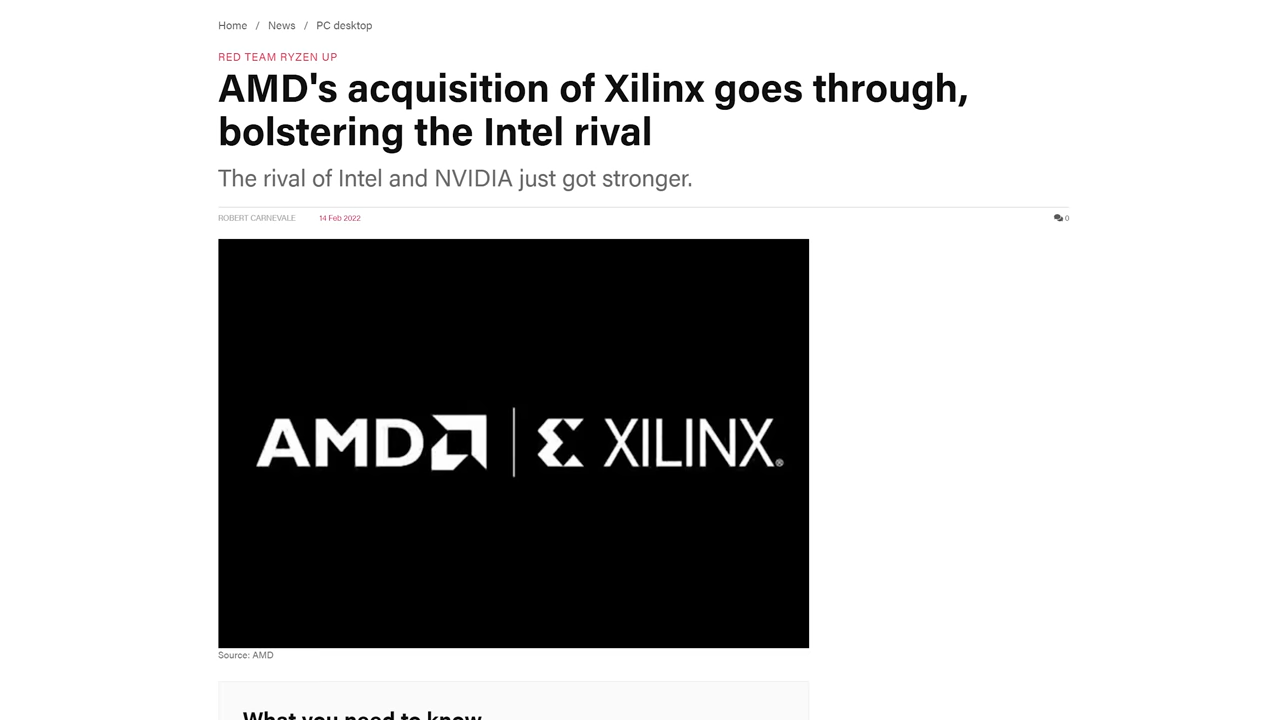 Home / News / PC desktop
RED TEAM RYZEN UP
AMD's acquisition of Xilinx goes through,
bolstering the Intel rival
The rival of Intel and NVIDIA just got stronger.
ROBERT CARNEVALE 14 Feb 2022 0
AMD XILINX®
Source: AMD
What you need to know